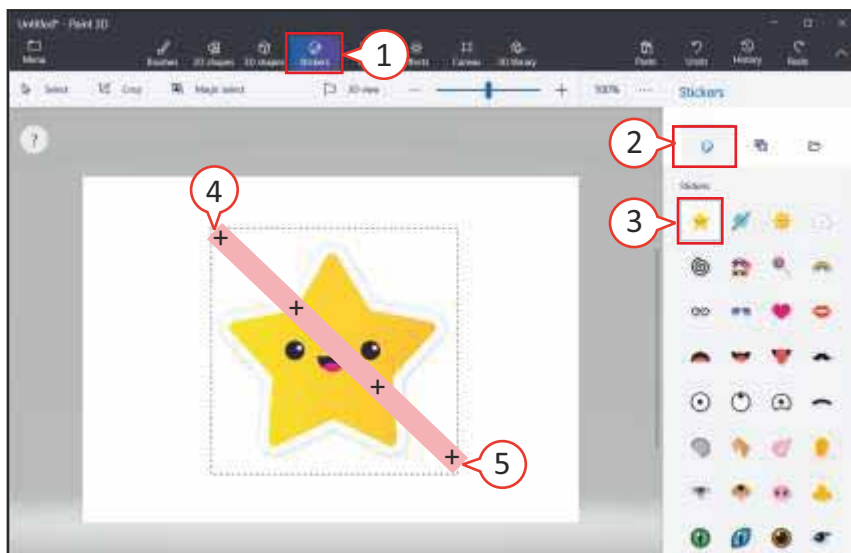 Untitled* - Paint 3D
Menu Brushes 2D shapes 3D shapes Stickers 1 Effects Canvas 3D library Paste Undo History Redo
Select Crop Magic select 3D view 100% ... Stickers
? 2
4 Stickers
3
5